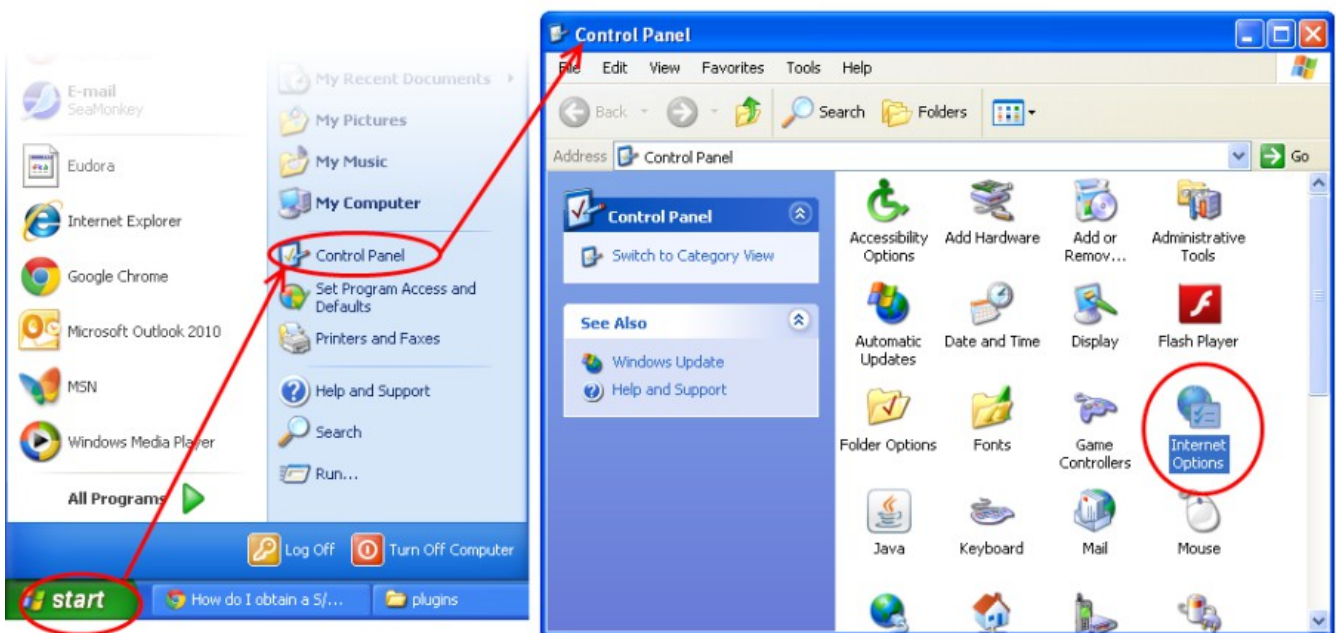 My Recent Documents
E-mail
SeaMonkey
My Pictures
Eudora
My Music
Internet Explorer
My Computer
Google Chrome
Control Panel
Microsoft Outlook 2010
Set Program Access and
Defaults
MSN
Printers and Faxes
Windows Media Player
Help and Support
Search
Run...
All Programs
Log Off
Turn Off Computer
start
How do I obtain a S/...
plugins
Control Panel
File Edit View Favorites Tools Help
Back Search Folders
Address Control Panel Go
Control Panel
Switch to Category View
See Also
Windows Update
Help and Support
Accessibility
Options
Add Hardware
Add or
Remov...
Administrative
Tools
Automatic
Updates
Date and Time
Display
Flash Player
Folder Options
Fonts
Game
Controllers
Internet
Options
Java
Keyboard
Mail
Mouse